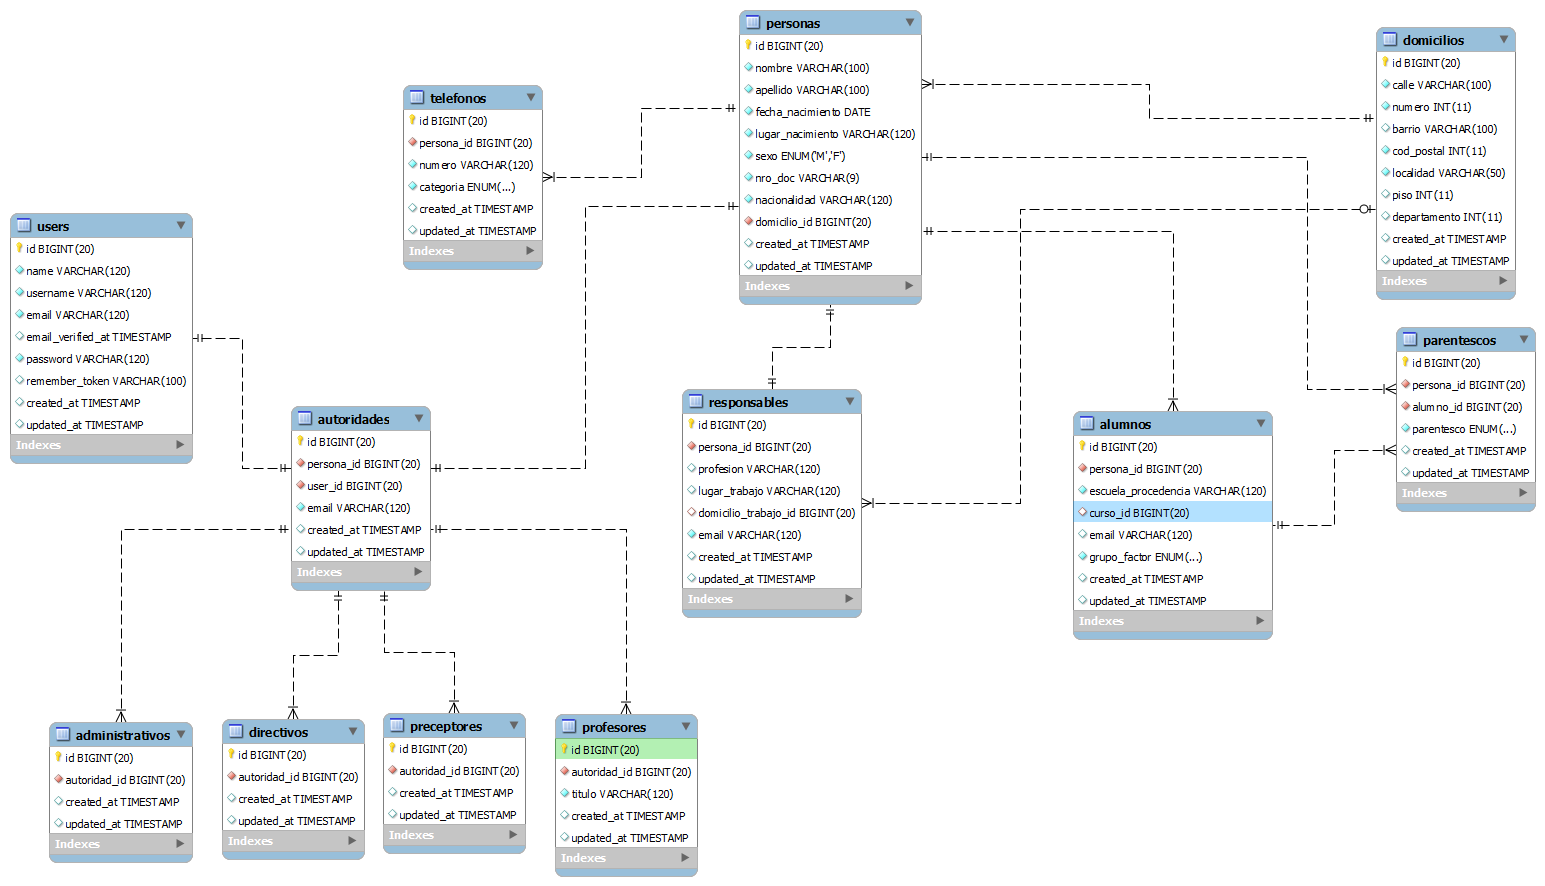 personas
id BIGINT(20)
nombre VARCHAR(100)
apellido VARCHAR(100)
fecha_nacimiento DATE
lugar_nacimiento VARCHAR(120)
sexo ENUM('M','F')
nro_doc VARCHAR(9)
nacionalidad VARCHAR(120)
domicilio_id BIGINT(20)
created_at TIMESTAMP
updated_at TIMESTAMP
Indexes
domicilios
id BIGINT(20)
calle VARCHAR(100)
numero INT(11)
barrio VARCHAR(100)
cod_postal INT(11)
localidad VARCHAR(50)
piso INT(11)
departamento INT(11)
created_at TIMESTAMP
updated_at TIMESTAMP
Indexes
telefonos
id BIGINT(20)
persona_id BIGINT(20)
numero VARCHAR(120)
categoria ENUM(...)
created_at TIMESTAMP
updated_at TIMESTAMP
Indexes
users
id BIGINT(20)
name VARCHAR(120)
username VARCHAR(120)
email VARCHAR(120)
email_verified_at TIMESTAMP
password VARCHAR(120)
remember_token VARCHAR(100)
created_at TIMESTAMP
updated_at TIMESTAMP
Indexes
parentescos
id BIGINT(20)
persona_id BIGINT(20)
alumno_id BIGINT(20)
parentesco ENUM(...)
created_at TIMESTAMP
updated_at TIMESTAMP
Indexes
responsables
id BIGINT(20)
persona_id BIGINT(20)
profesion VARCHAR(120)
lugar_trabajo VARCHAR(120)
domicilio_trabajo_id BIGINT(20)
email VARCHAR(120)
created_at TIMESTAMP
updated_at TIMESTAMP
Indexes
autoridades
id BIGINT(20)
persona_id BIGINT(20)
user_id BIGINT(20)
email VARCHAR(120)
created_at TIMESTAMP
updated_at TIMESTAMP
Indexes
alumnos
id BIGINT(20)
persona_id BIGINT(20)
escuela_procedencia VARCHAR(120)
curso_id BIGINT(20)
email VARCHAR(120)
grupo_factor ENUM(...)
created_at TIMESTAMP
updated_at TIMESTAMP
Indexes
administrativos
id BIGINT(20)
autoridad_id BIGINT(20)
created_at TIMESTAMP
updated_at TIMESTAMP
Indexes
directivos
id BIGINT(20)
autoridad_id BIGINT(20)
created_at TIMESTAMP
updated_at TIMESTAMP
Indexes
preceptores
id BIGINT(20)
autoridad_id BIGINT(20)
created_at TIMESTAMP
updated_at TIMESTAMP
Indexes
profesores
id BIGINT(20)
autoridad_id BIGINT(20)
titulo VARCHAR(120)
created_at TIMESTAMP
updated_at TIMESTAMP
Indexes